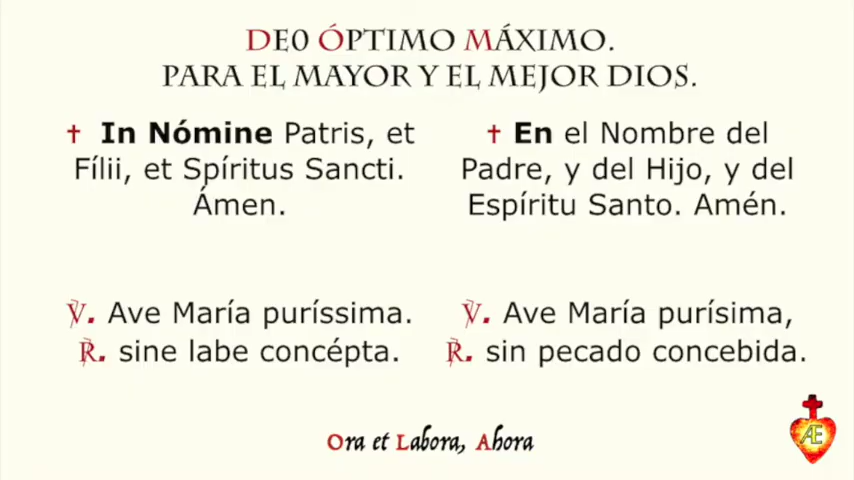 DE0 ÓPTIMO MÁXIMO.
PARA EL MAYOR Y EL MEJOR DIOS.
✝ In Nómine Patris, et
Fílii, et Spíritus Sancti.
Ámen.
℣. Ave María puríssima.
℟. sine labe concépta.
✝ En el Nombre del
Padre, y del Hijo, y del
Espíritu Santo. Amén.
℣. Ave María purísima,
℟. sin pecado concebida.
Ora et Labora, Ahora
Æ